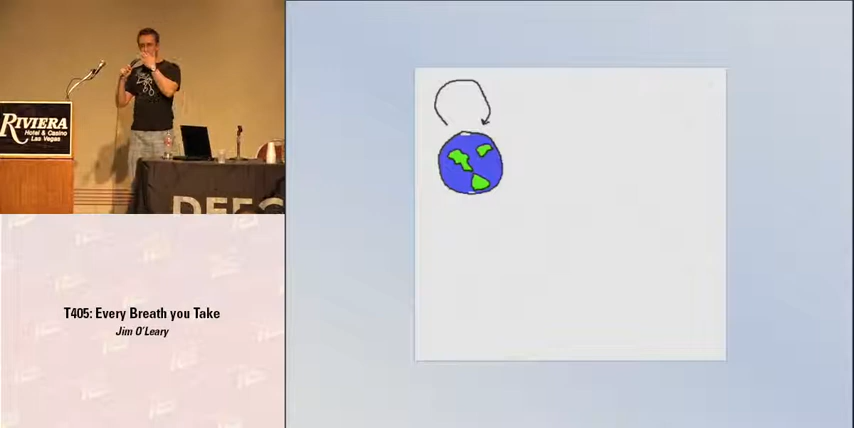 RIVIERA
Hotel & Casino
Las Vegas
DEFC
T405: Every Breath you Take
Jim O'Leary